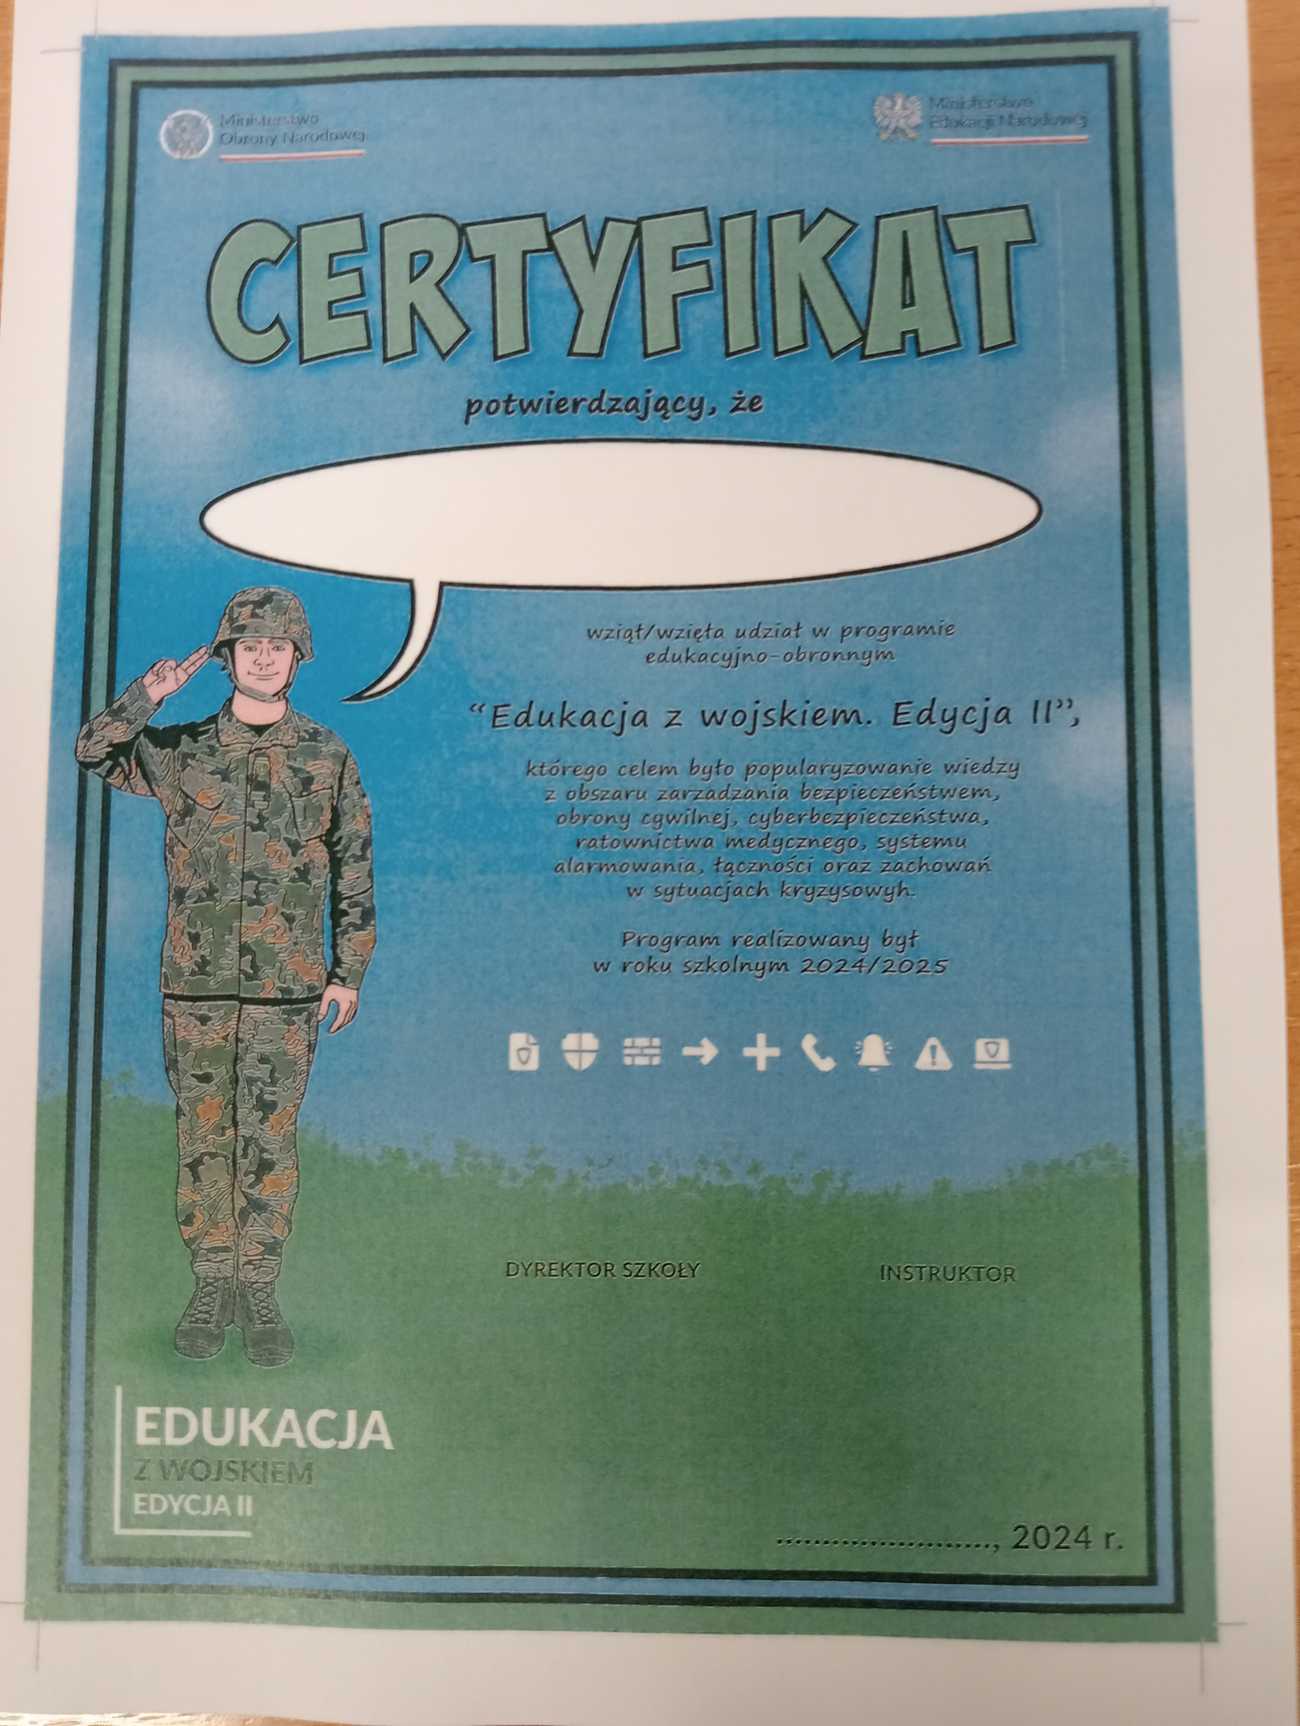 Ministerstwo
Obrony Narodowej
Ministerstwo
Edukacji Narodowej
CERTYFIKAT
potwierdzający, że
wziął/wzięła udział w programie
edukacyjno-obronnym
“Edukacja z wojskiem. Edycja II”,
którego celem było popularyzowanie wiedzy
z obszaru zarządzania bezpieczeństwem,
obrony cywilnej, cyberbezpieczeństwa,
ratownictwa medycznego, systemu
alarmowania, łączności oraz zachowań
w sytuacjach kryzysowyh.
Program realizowany był
w roku szkolnym 2024/2025
DYREKTOR SZKOŁY
INSTRUKTOR
EDUKACJA
Z WOJSKIEM
EDYCJA II
........................, 2024 r.